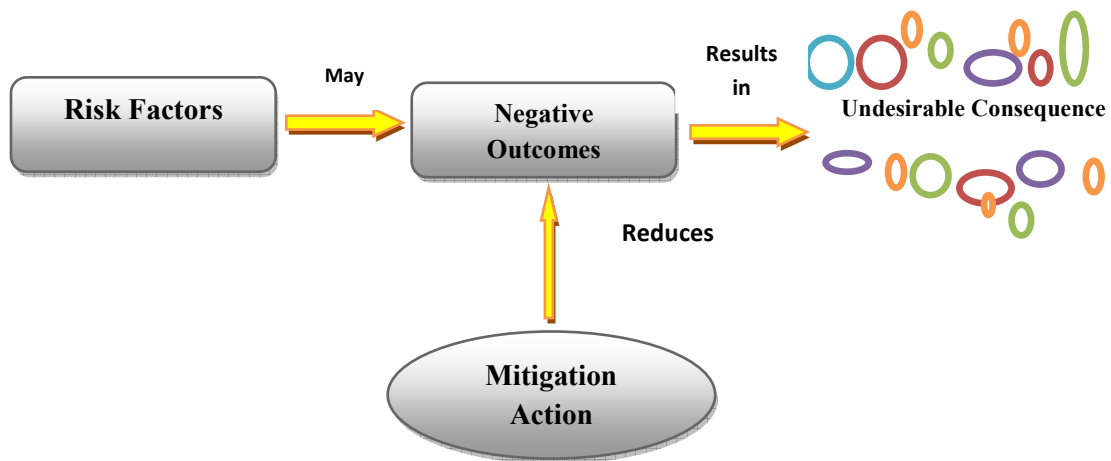 Risk Factors
May
Negative
Outcomes
Results
in
Undesirable Consequence
Reduces
Mitigation
Action